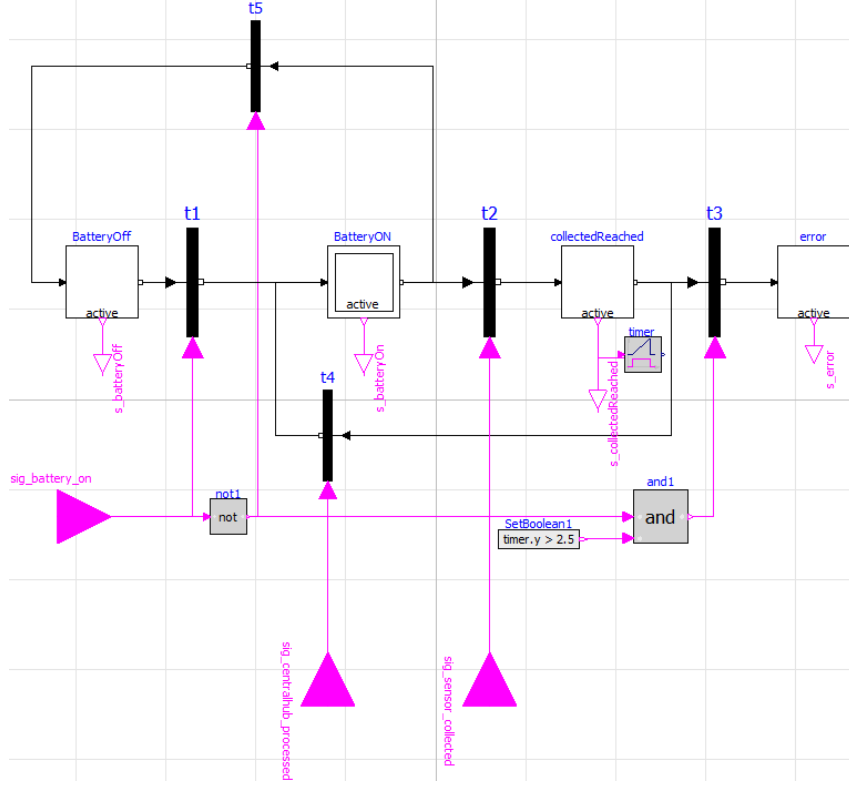 t5
t1
t2
t3
BatteryOff
BatteryON
collectedReached
error
active
active
active
active
timer
s_batteryOff
s_batteryOn
s_collectedReached
s_error
t4
sig_battery_on
not1
not
SetBoolean1
timer.y > 2.5
and1
and
sig_centralhub_processed
sig_sensor_collected